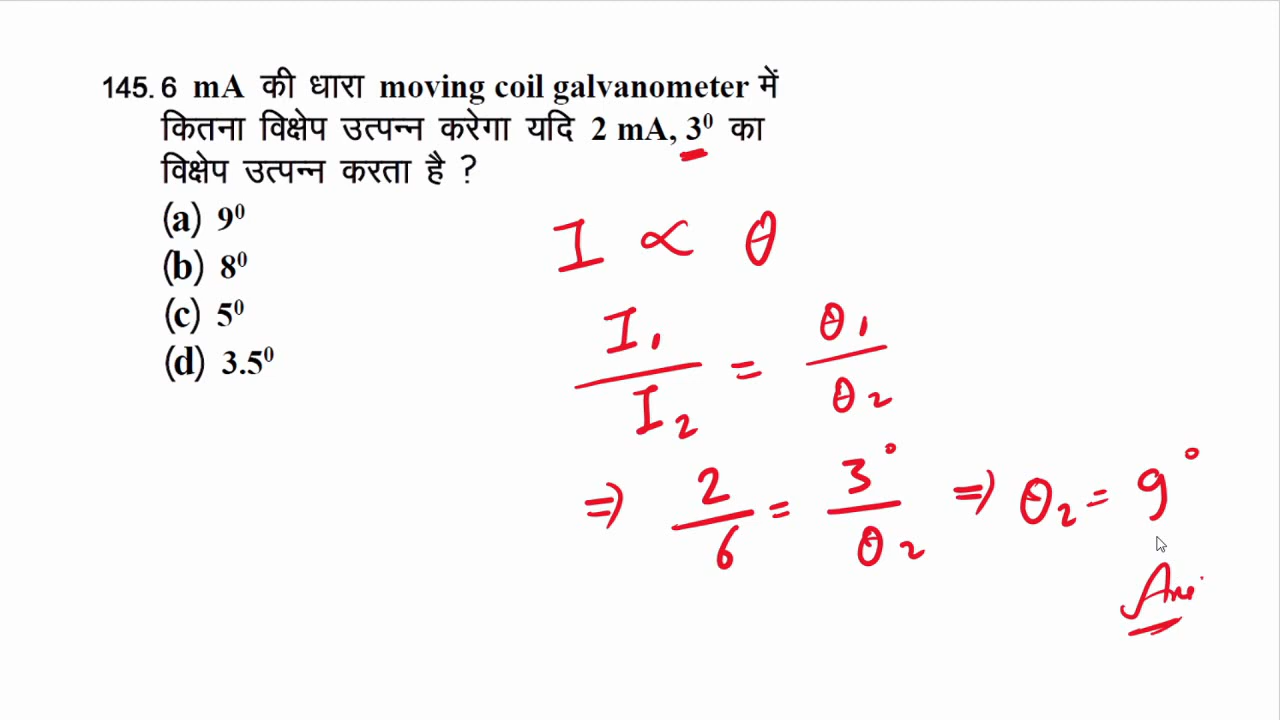 145. 6 mA की धारा moving coil galvanometer में
कितना विक्षेप उत्पन्न करेगा यदि 2 mA, 3⁰ का
विक्षेप उत्पन्न करता है ?
(a) 9⁰
(b) 8⁰
(c) 5⁰
(d) 3.5⁰
I ∝ θ
I₁/I₂ = θ₁/θ₂
⇒ 2/6 = 3°/θ₂ ⇒ θ₂ = 9°
Ans